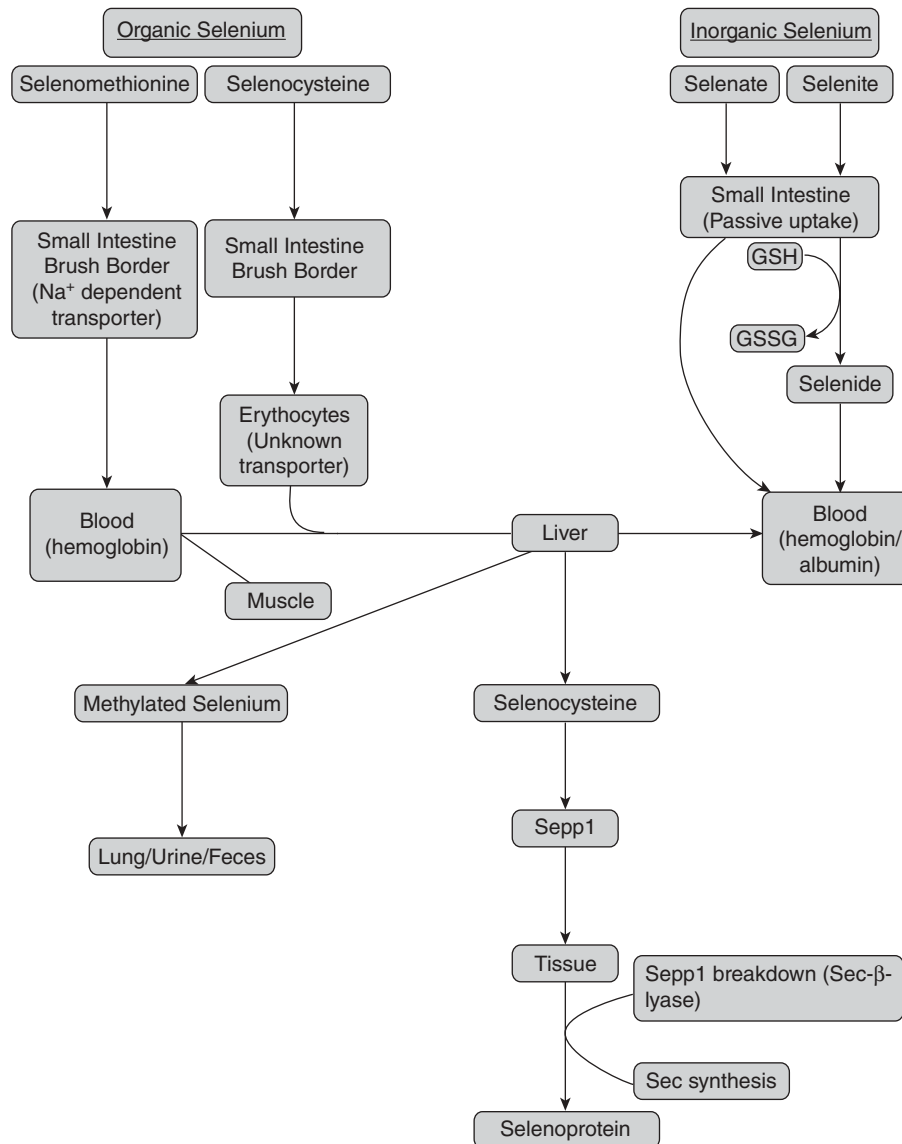 Organic Selenium
Inorganic Selenium
Selenomethionine
Selenocysteine
Selenate
Selenite
Small Intestine
Brush Border
(Na⁺ dependent
transporter)
Small Intestine
Brush Border
Small Intestine
(Passive uptake)
GSH
GSSG
Selenide
Erythocytes
(Unknown
transporter)
Blood
(hemoglobin)
Liver
Blood
(hemoglobin/
albumin)
Muscle
Methylated Selenium
Selenocysteine
Sepp1
Lung/Urine/Feces
Tissue
Sepp1 breakdown (Sec-β-
lyase)
Sec synthesis
Selenoprotein